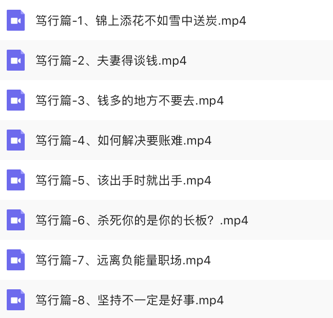 笃行篇-1、锦上添花不如雪中送炭.mp4
笃行篇-2、夫妻得谈钱.mp4
笃行篇-3、钱多的地方不要去.mp4
笃行篇-4、如何解决要账难.mp4
笃行篇-5、该出手时就出手.mp4
笃行篇-6、杀死你的是你的长板？.mp4
笃行篇-7、远离负能量职场.mp4
笃行篇-8、坚持不一定是好事.mp4